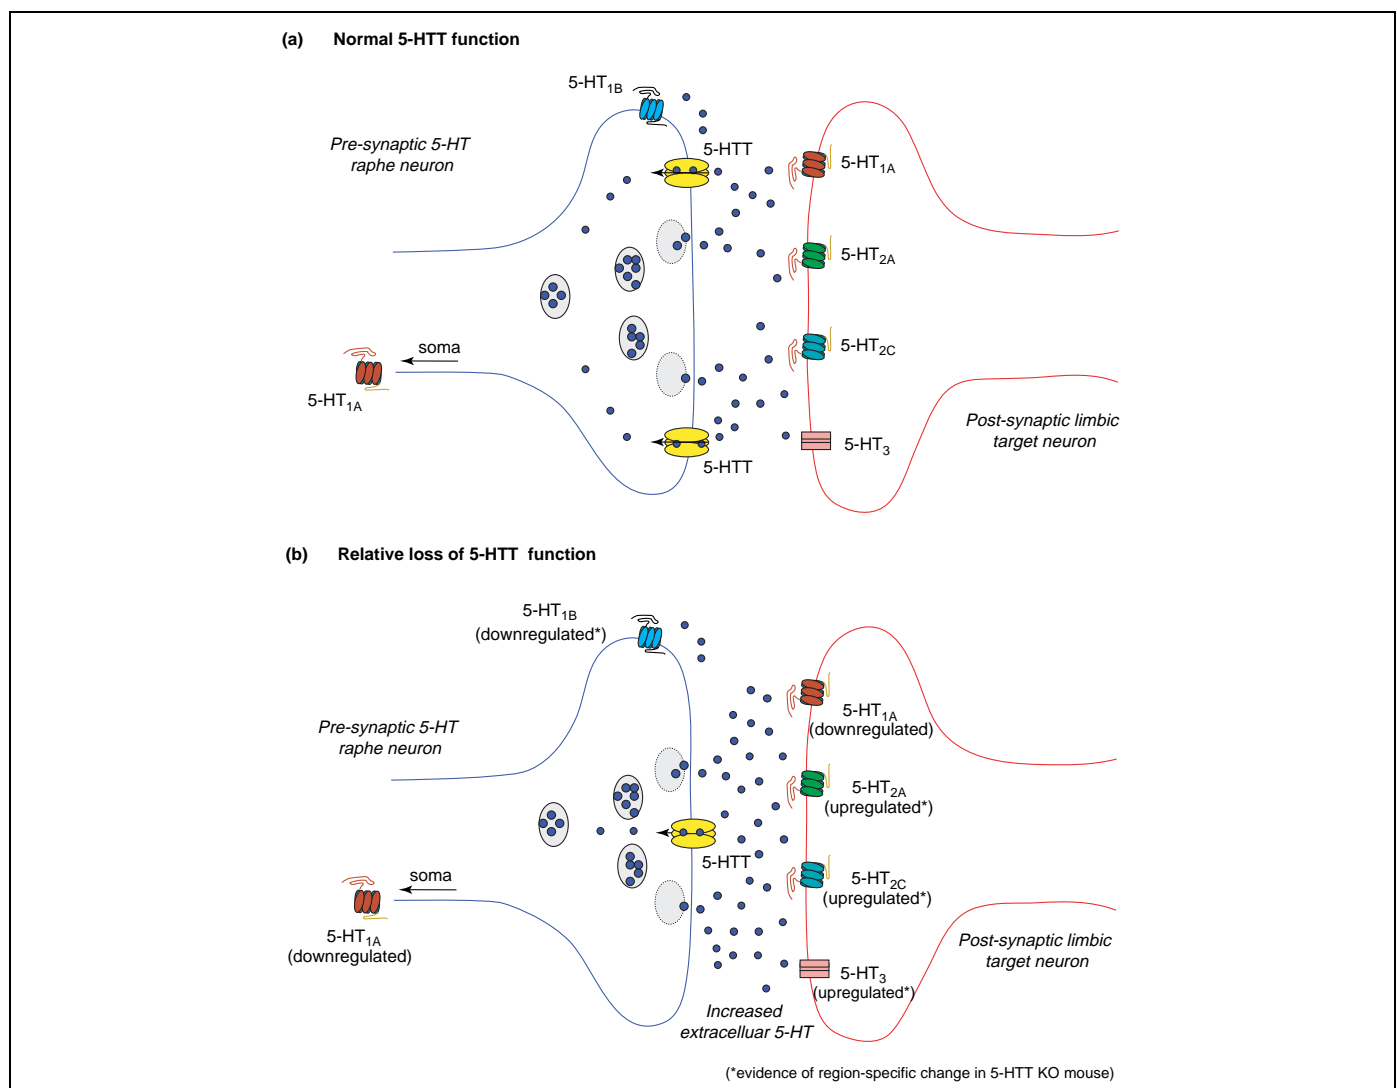 (a) Normal 5-HTT function
5-HT1B
Pre-synaptic 5-HT
raphe neuron
5-HTT
5-HT1A
5-HT2A
5-HT2C
soma
5-HT1A
5-HTT
5-HT3
Post-synaptic limbic
target neuron
(b) Relative loss of 5-HTT function
5-HT1B
(downregulated*)
Pre-synaptic 5-HT
raphe neuron
5-HT1A
(downregulated)
5-HT2A
(upregulated*)
5-HTT
soma
5-HT2C
(upregulated*)
5-HT1A
(downregulated)
Post-synaptic limbic
target neuron
5-HT3
(upregulated*)
Increased
extracelluar 5-HT
(*evidence of region-specific change in 5-HTT KO mouse)